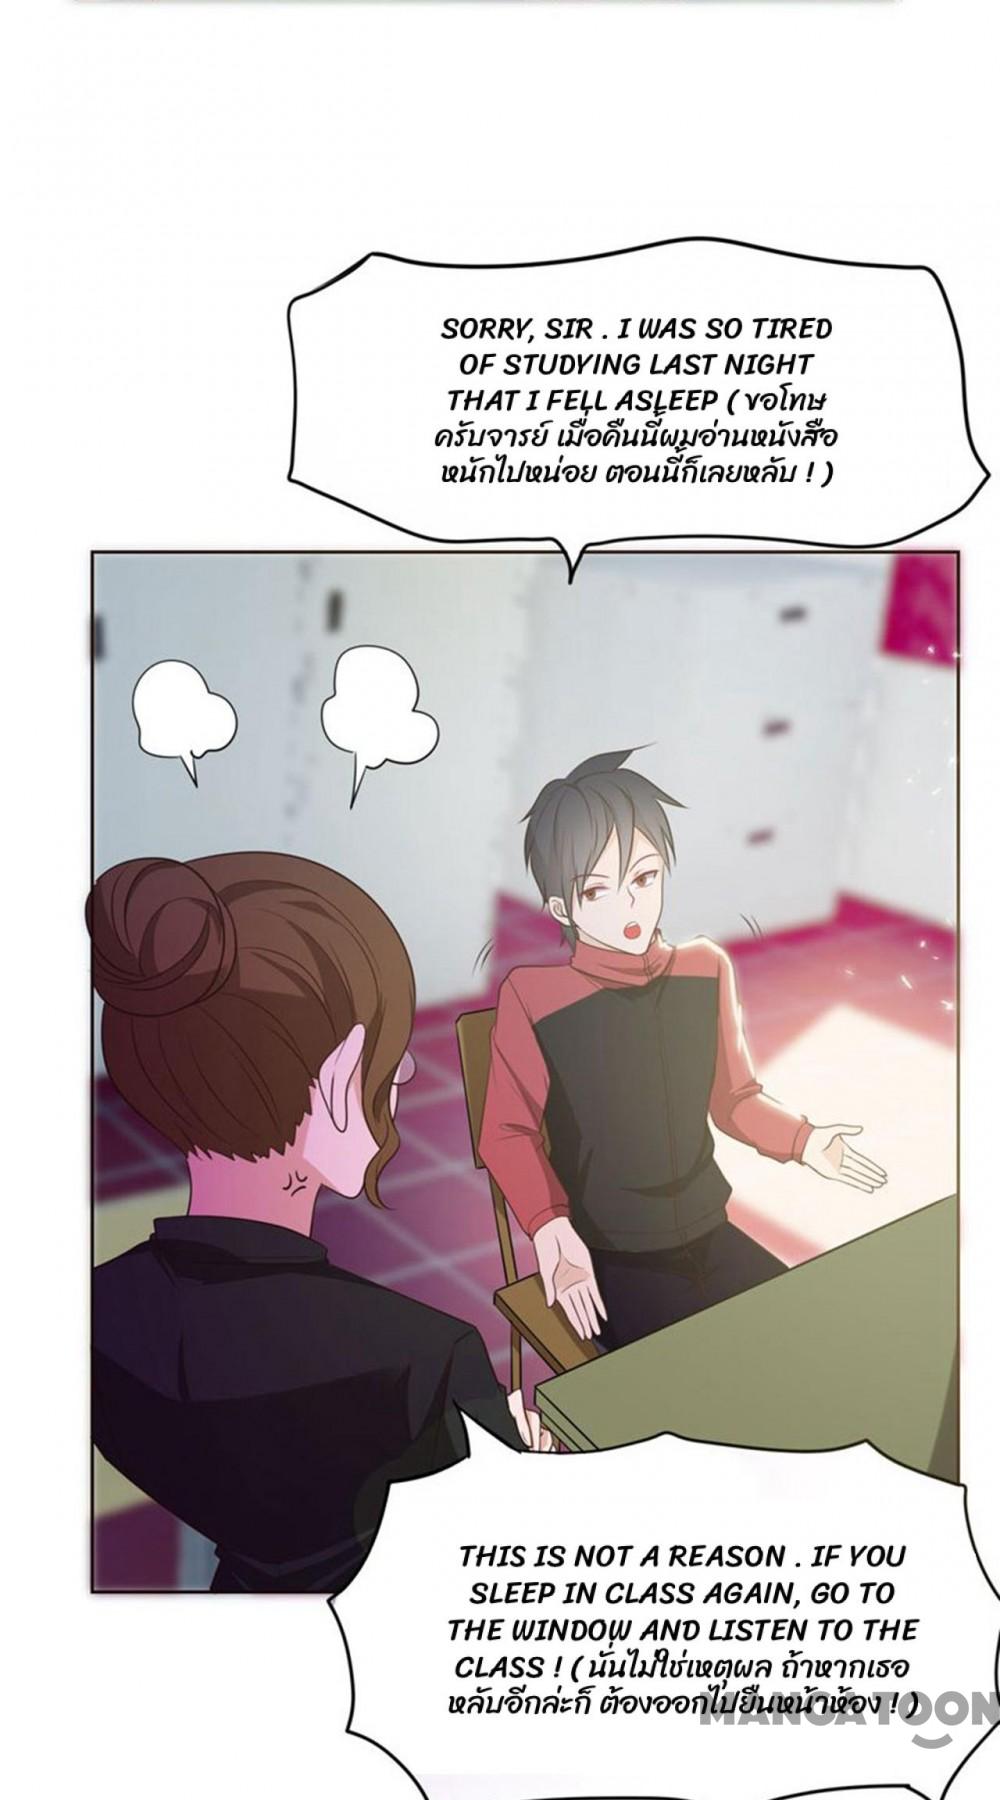 SORRY, SIR . I WAS SO TIRED
OF STUDYING LAST NIGHT
THAT I FELL ASLEEP ( ขอโทษ
ครับจารย์ เมื่อคืนนี้ผมอ่านหนังสือ
หนักไปหน่อย ตอนนี้ก็เลยหลับ ! )
THIS IS NOT A REASON . IF YOU
SLEEP IN CLASS AGAIN, GO TO
THE WINDOW AND LISTEN TO THE
CLASS ! ( นั่นไม่ใช่เหตุผล ถ้าหากเธอ
หลับอีกล่ะก็ ต้องออกไปยืนหน้าห้อง ! )
MANGATOON